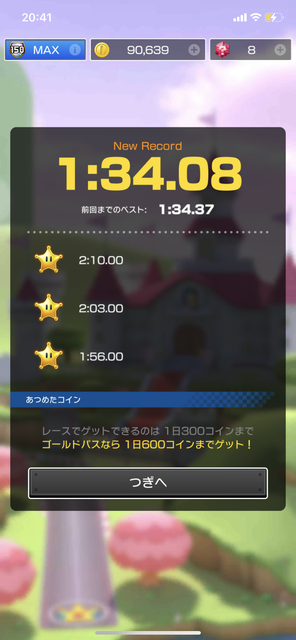 20:41
150 MAX i 90,639 8
New Record
1:34.08
前回までのベスト: 1:34.37
2:10.00
2:03.00
1:56.00
あつめたコイン
レースでゲットできるのは 1日300コインまで
ゴールドパスなら 1日600コインまでゲット！
つぎへ